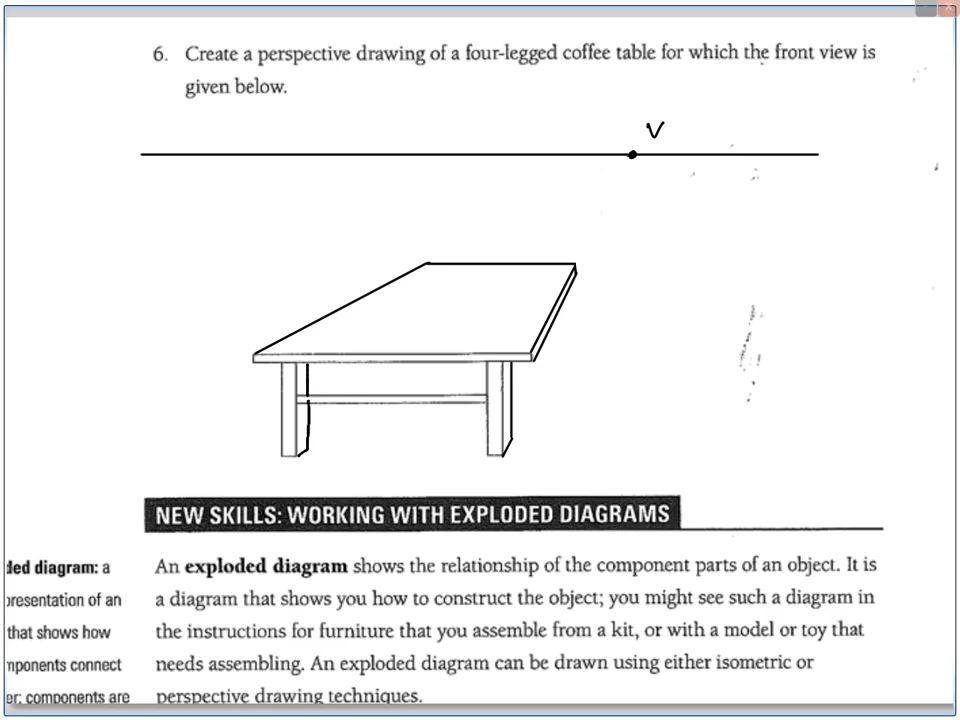 6. Create a perspective drawing of a four-legged coffee table for which the front view is
given below.
V
NEW SKILLS: WORKING WITH EXPLODED DIAGRAMS
An exploded diagram shows the relationship of the component parts of an object. It is
a diagram that shows you how to construct the object; you might see such a diagram in
the instructions for furniture that you assemble from a kit, or with a model or toy that
needs assembling. An exploded diagram can be drawn using either isometric or
perspective drawing techniques.
ded diagram: a
presentation of an
that shows how
mponents connect
er: components are